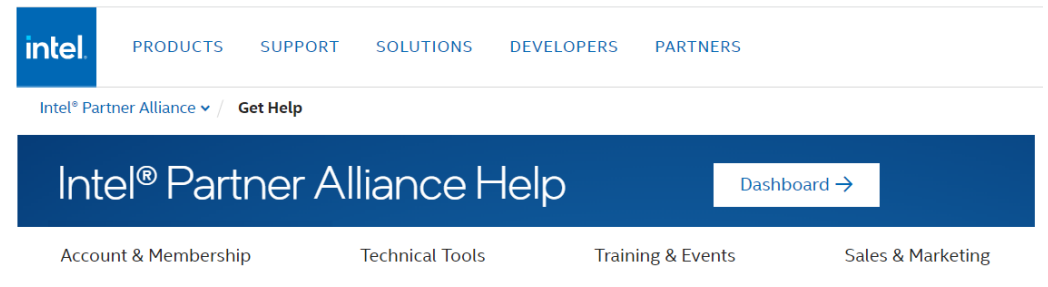 intel.
PRODUCTS SUPPORT SOLUTIONS DEVELOPERS PARTNERS
Intel® Partner Alliance / Get Help
Intel® Partner Alliance Help
Dashboard →
Account & Membership Technical Tools Training & Events Sales & Marketing